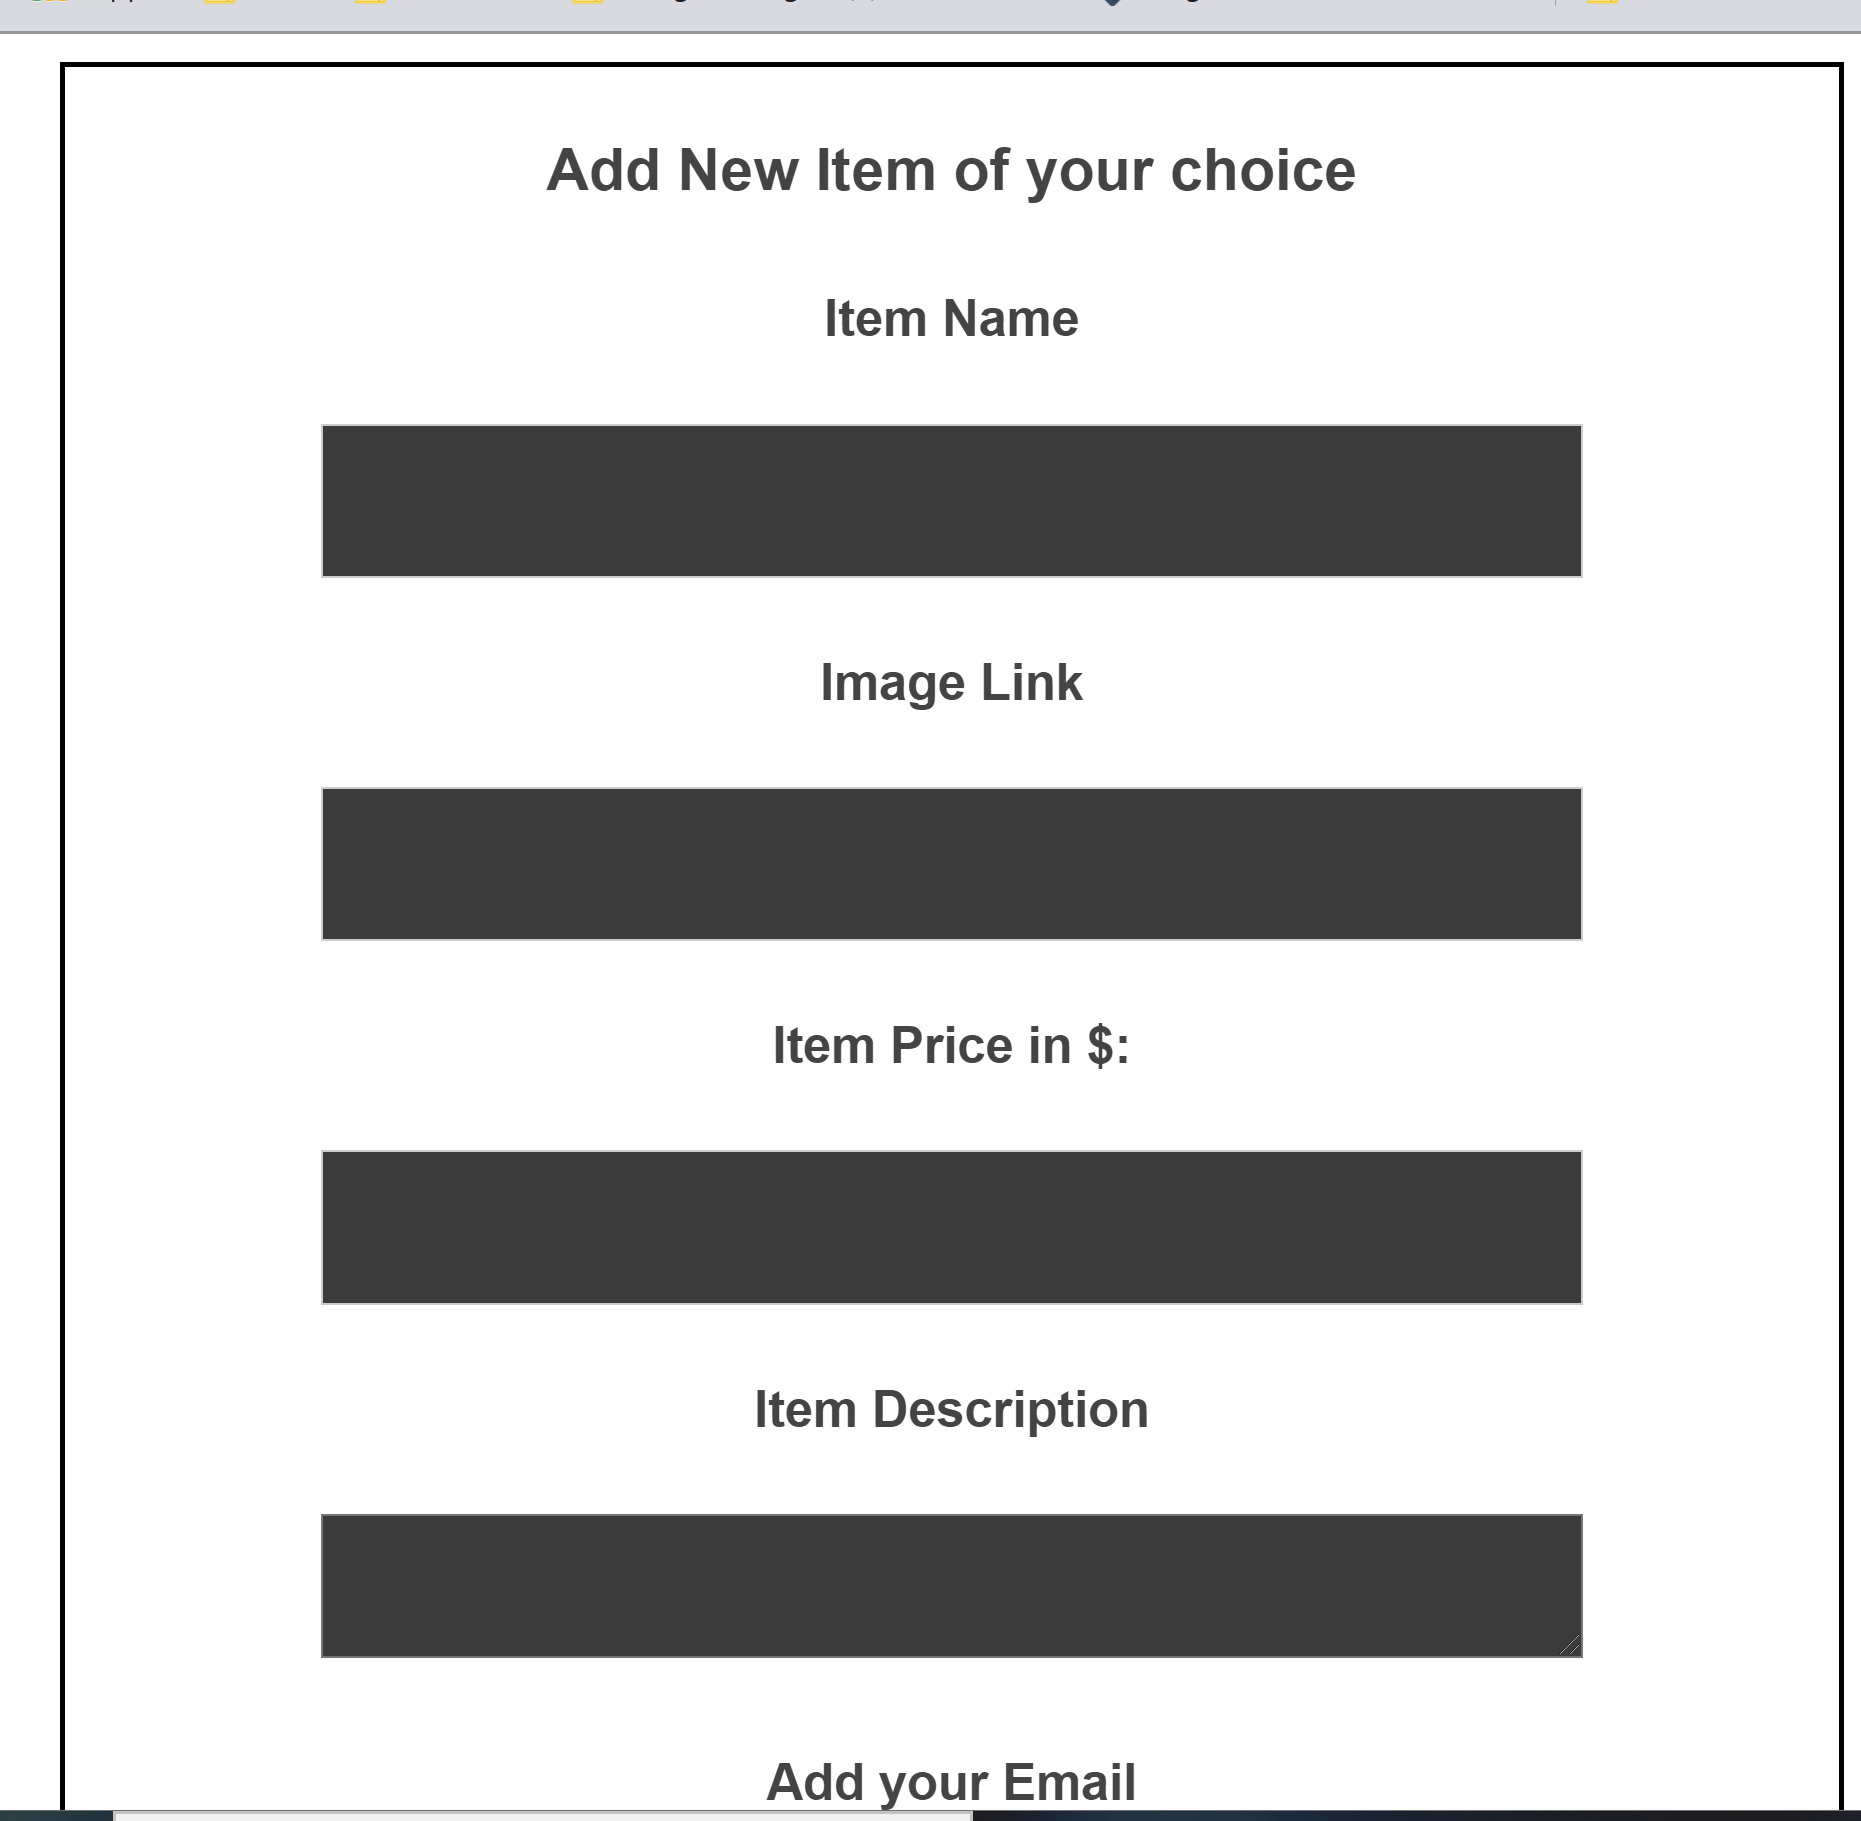 Add New Item of your choice
Item Name
Image Link
Item Price in $:
Item Description
Add your Email